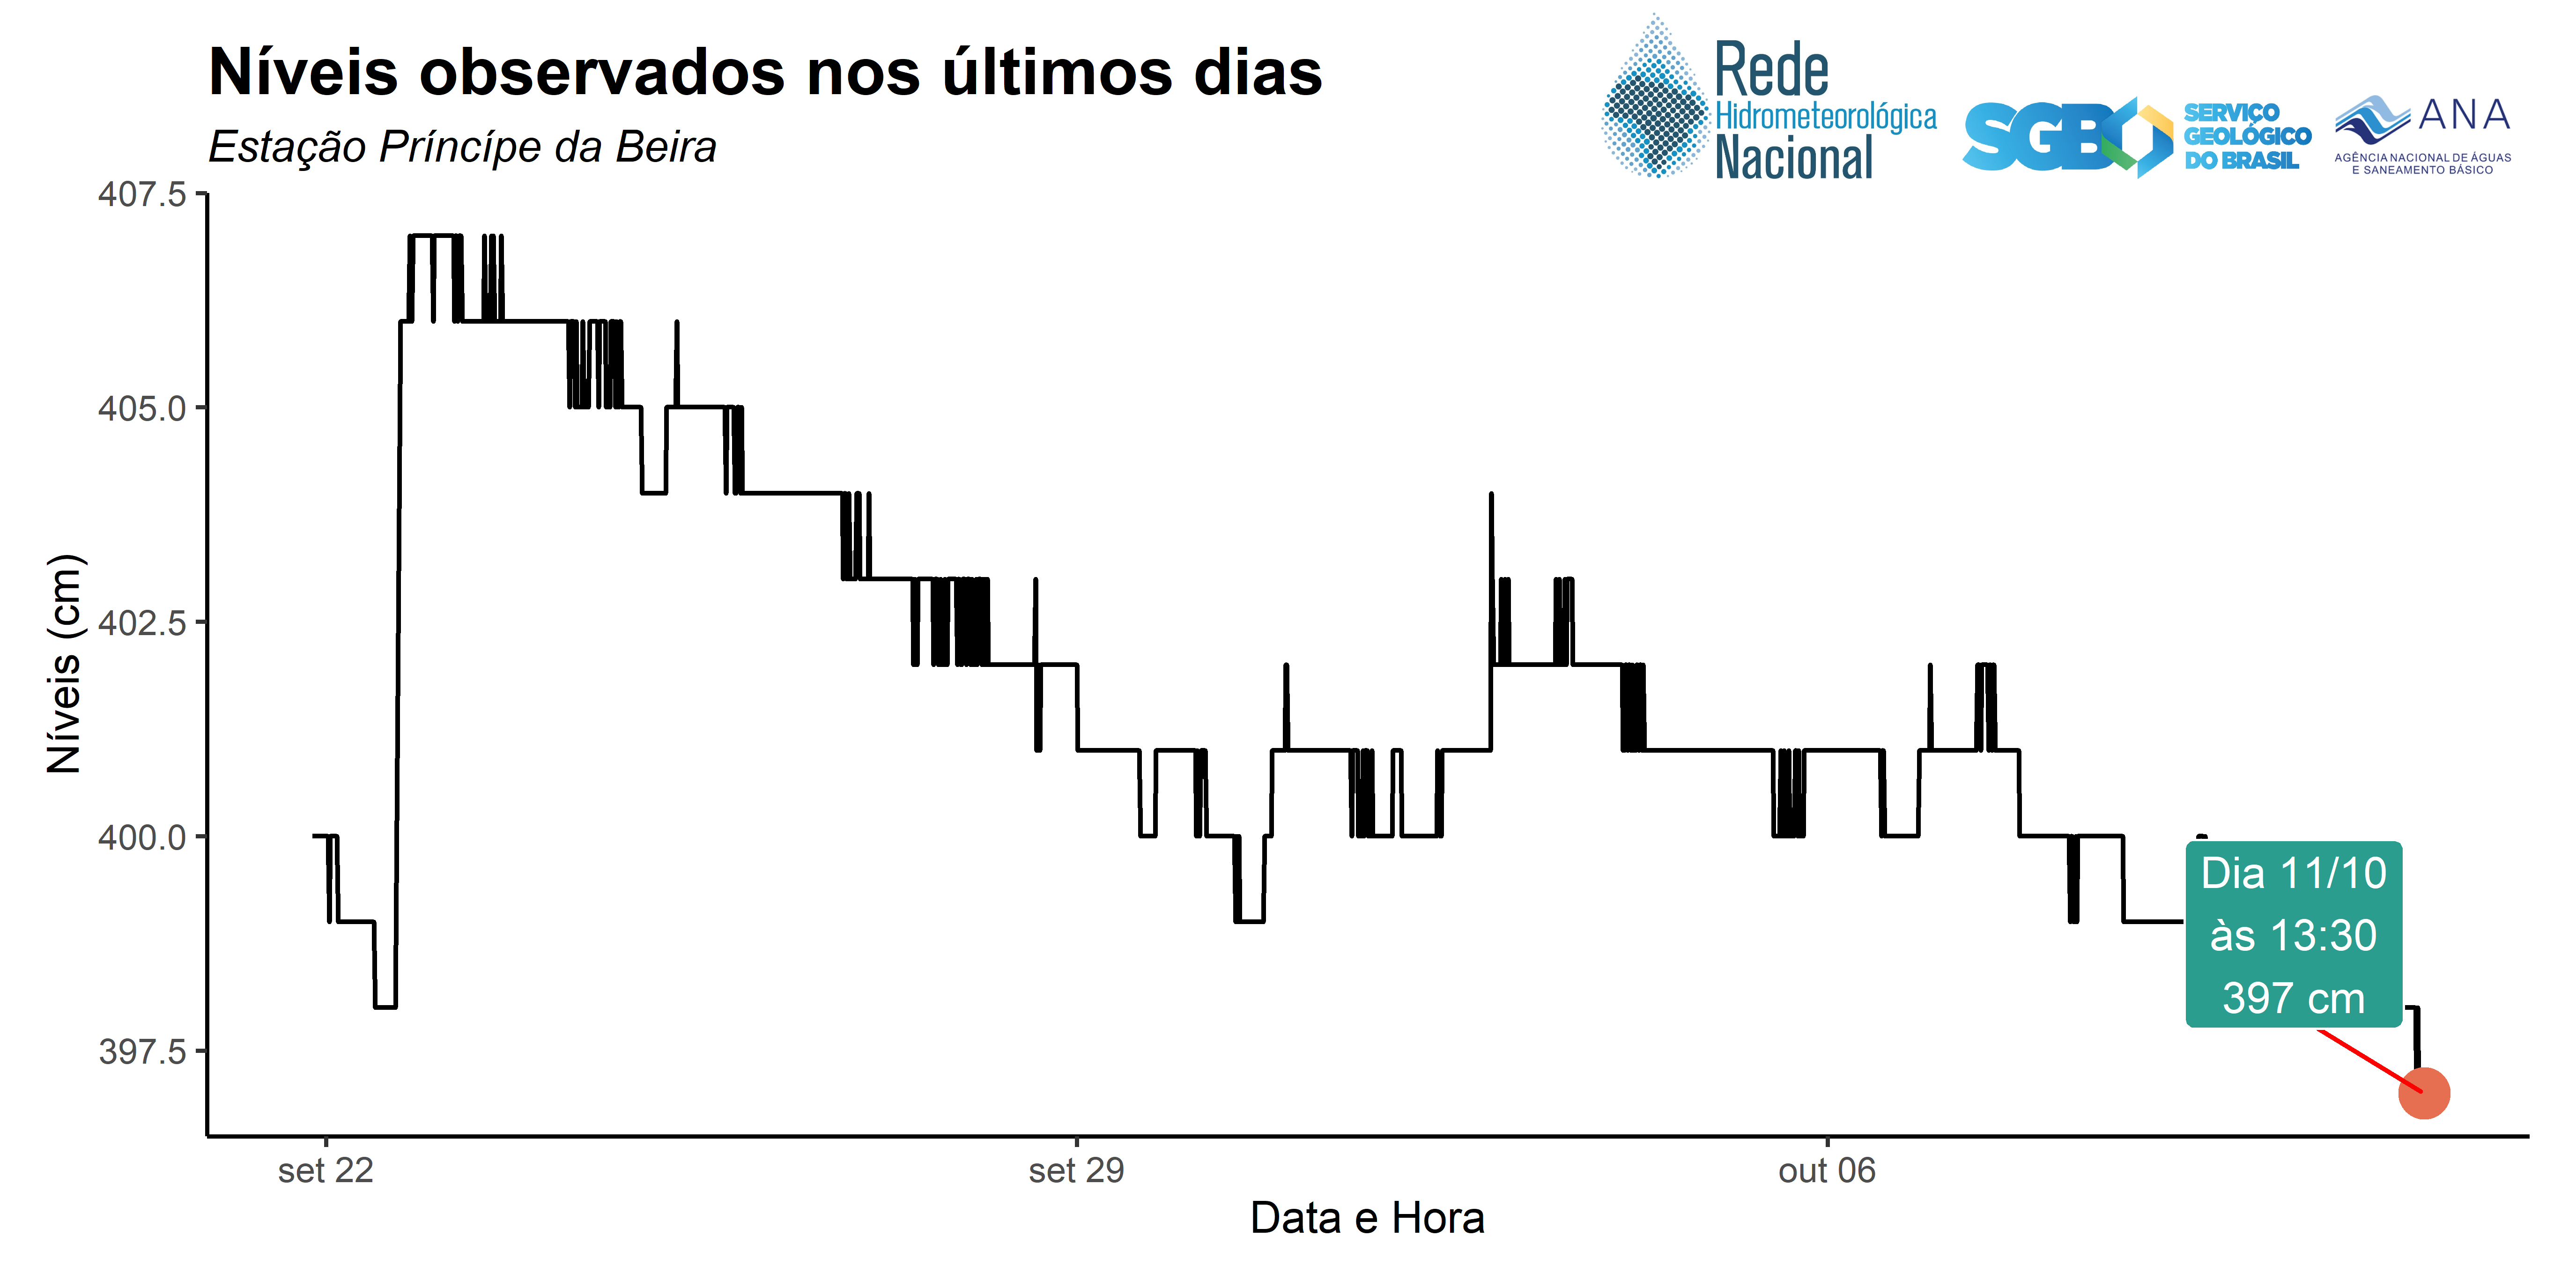 Níveis observados nos últimos dias
Estação Príncípe da Beira
Rede
Hidrometeorológica
Nacional
SGB
SERVIÇO
GEOLÓGICO
DO BRASIL
ANA
AGÊNCIA NACIONAL DE ÁGUAS
E SANEAMENTO BÁSICO
407.5
405.0
402.5
400.0
397.5
Níveis (cm)
Dia 11/10
às 13:30
397 cm
set 22
set 29
out 06
Data e Hora